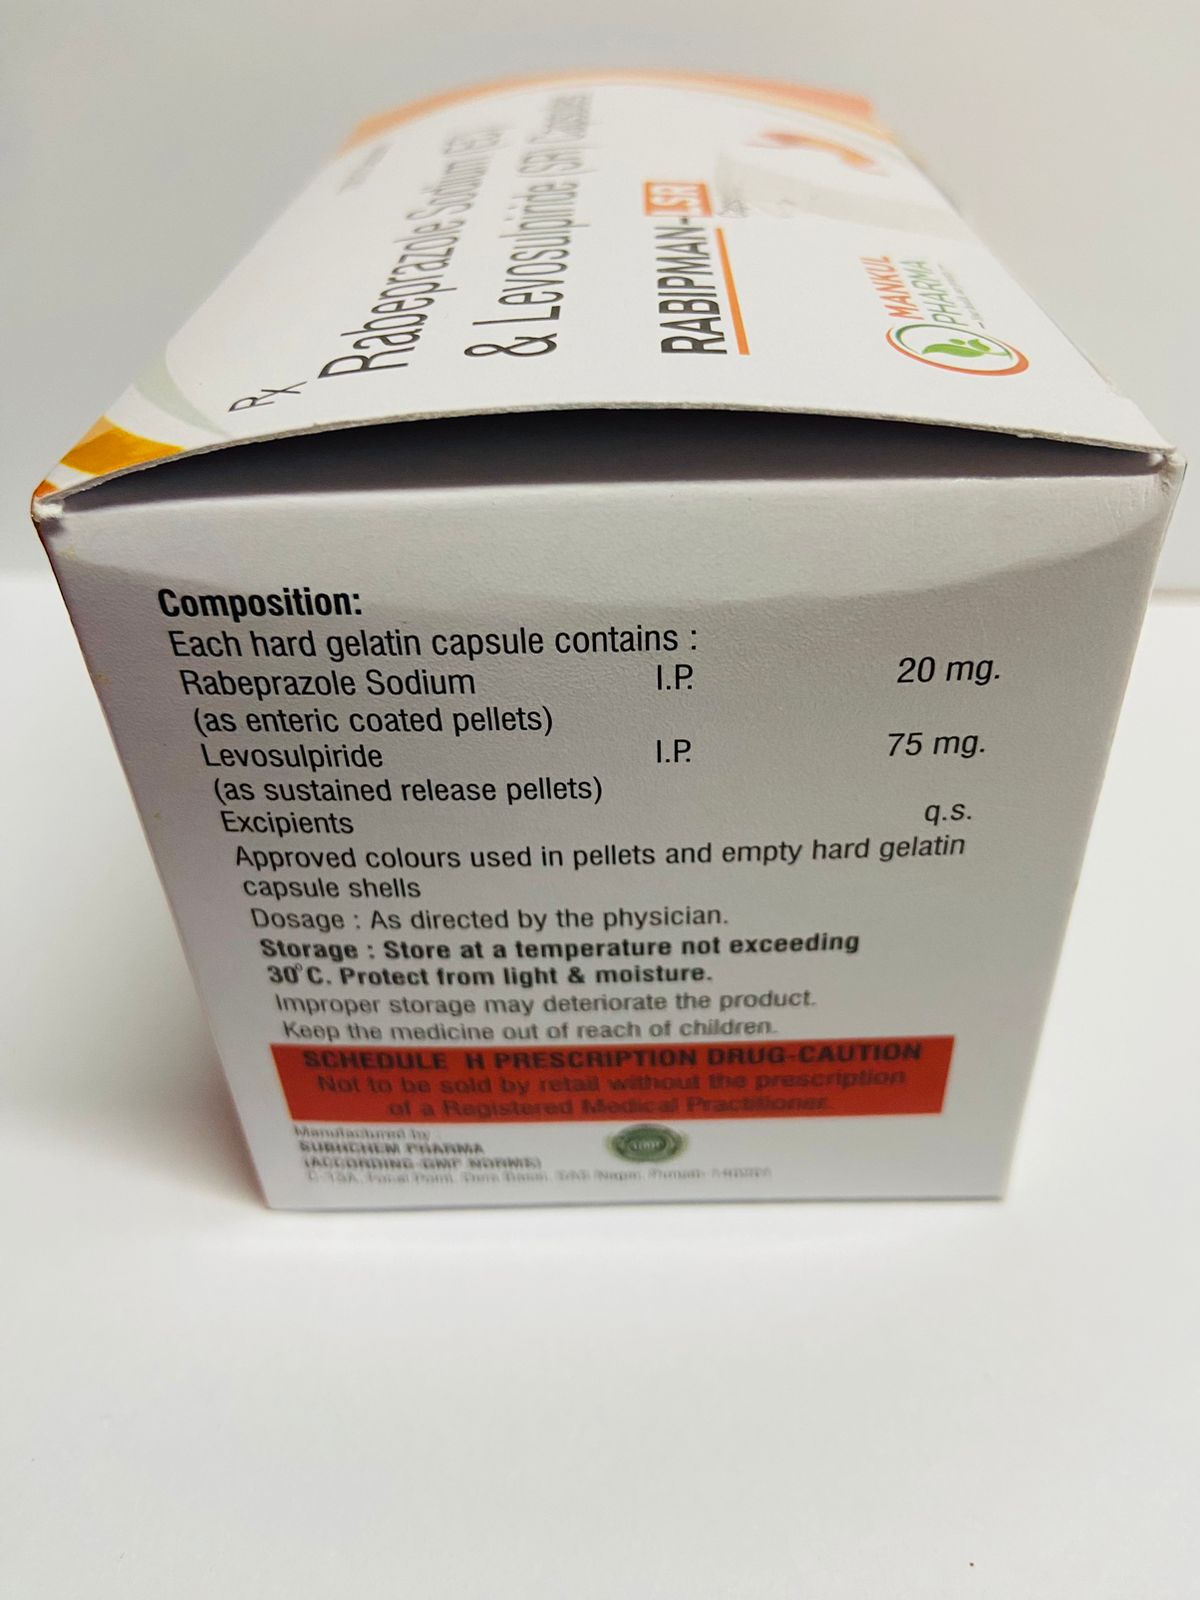 Rx
Rabeprazole Sodium
& Levosulpiride (SR) Capsules
RABIPMAN-LSR
MANKUL
PHARMA
Composition:
Each hard gelatin capsule contains :
Rabeprazole Sodium I.P. 20 mg.
(as enteric coated pellets)
Levosulpiride I.P. 75 mg.
(as sustained release pellets)
Excipients q.s.
Approved colours used in pellets and empty hard gelatin
capsule shells
Dosage : As directed by the physician.
Storage : Store at a temperature not exceeding
30°C. Protect from light & moisture.
Improper storage may deteriorate the product.
Keep the medicine out of reach of children.
SCHEDULE H PRESCRIPTION DRUG-CAUTION
Not to be sold by retail without the prescription
of a Registered Medical Practitioner.
Manufactured by :
SUBHCHEM PHARMA
(ACCORDING GMP NORMS)